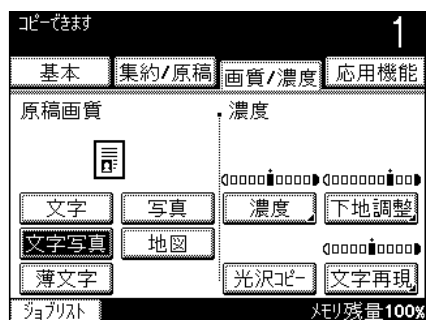 コピーできます
1
基本 集約/原稿 画質/濃度 応用機能
原稿画質 濃度
文字 写真 濃度 下地調整
文字写真 地図
薄文字 光沢コピー 文字再現
ジョブリスト メモリ残量100%